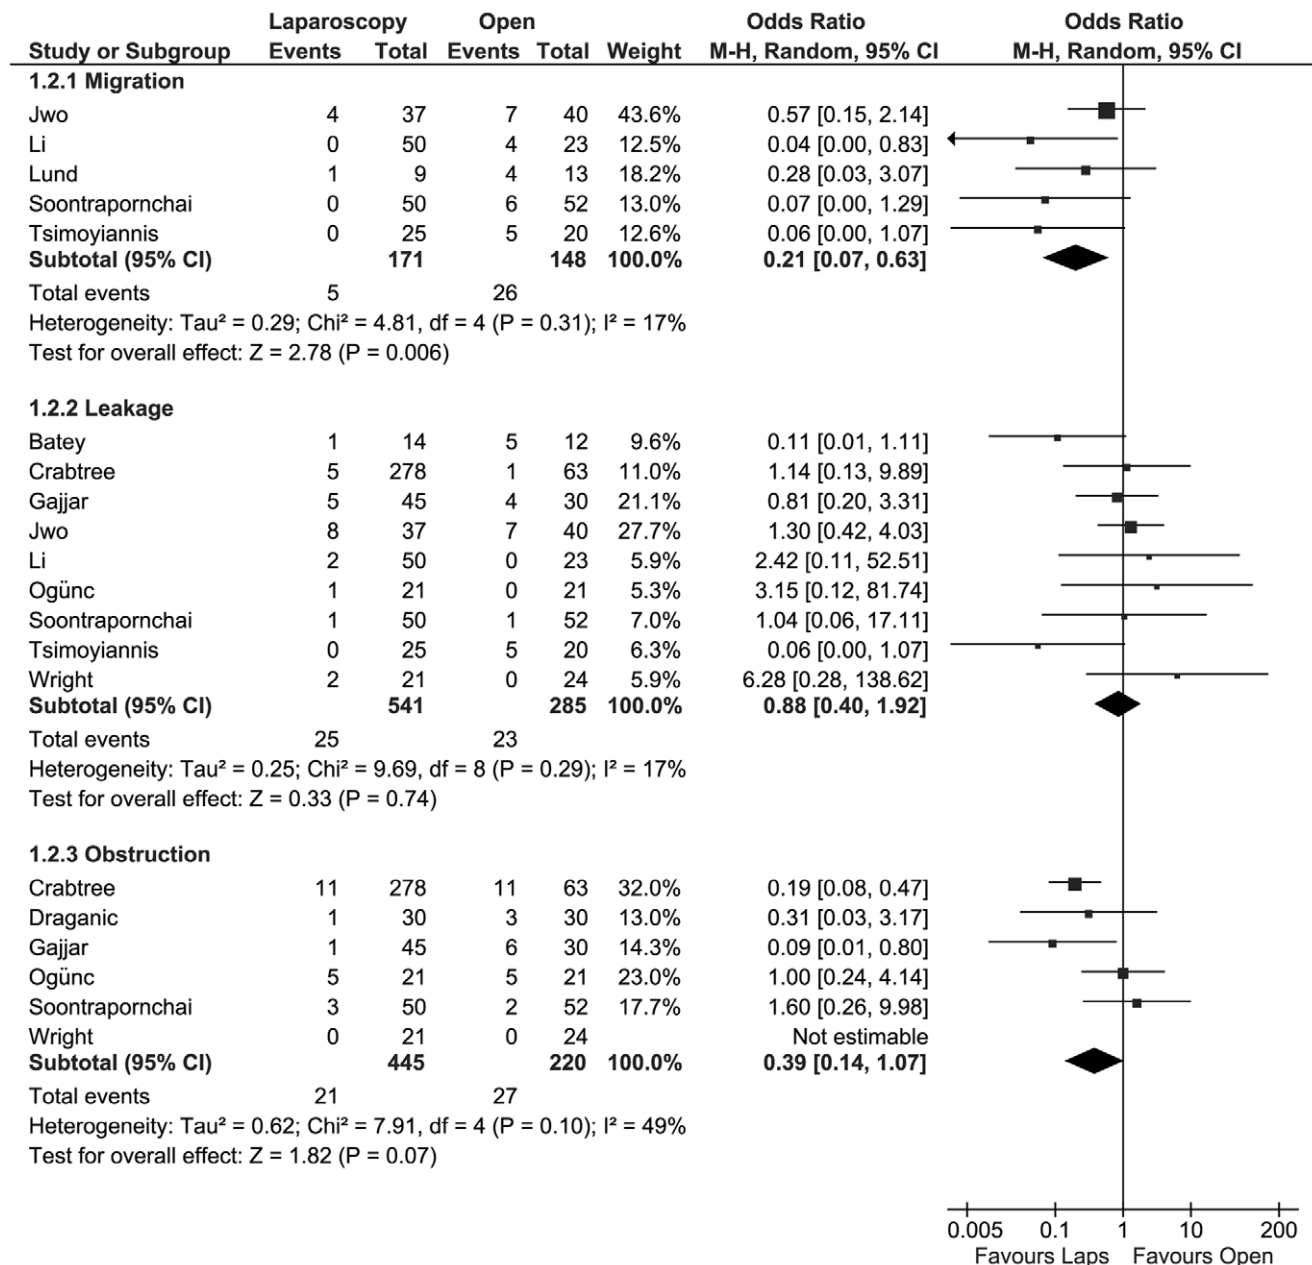 Laparoscopy Open Odds Ratio Odds Ratio
Study or Subgroup Events Total Events Total Weight M-H, Random, 95% CI M-H, Random, 95% CI
1.2.1 Migration
Jwo 4 37 7 40 43.6% 0.57 [0.15, 2.14]
Li 0 50 4 23 12.5% 0.04 [0.00, 0.83]
Lund 1 9 4 13 18.2% 0.28 [0.03, 3.07]
Soontrapornchai 0 50 6 52 13.0% 0.07 [0.00, 1.29]
Tsimoyiannis 0 25 5 20 12.6% 0.06 [0.00, 1.07]
Subtotal (95% CI) 171 148 100.0% 0.21 [0.07, 0.63]
Total events 5 26
Heterogeneity: Tau² = 0.29; Chi² = 4.81, df = 4 (P = 0.31); I² = 17%
Test for overall effect: Z = 2.78 (P = 0.006)
1.2.2 Leakage
Batey 1 14 5 12 9.6% 0.11 [0.01, 1.11]
Crabtree 5 278 1 63 11.0% 1.14 [0.13, 9.89]
Gajjar 5 45 4 30 21.1% 0.81 [0.20, 3.31]
Jwo 8 37 7 40 27.7% 1.30 [0.42, 4.03]
Li 2 50 0 23 5.9% 2.42 [0.11, 52.51]
Ogünc 1 21 0 21 5.3% 3.15 [0.12, 81.74]
Soontrapornchai 1 50 1 52 7.0% 1.04 [0.06, 17.11]
Tsimoyiannis 0 25 5 20 6.3% 0.06 [0.00, 1.07]
Wright 2 21 0 24 5.9% 6.28 [0.28, 138.62]
Subtotal (95% CI) 541 285 100.0% 0.88 [0.40, 1.92]
Total events 25 23
Heterogeneity: Tau² = 0.25; Chi² = 9.69, df = 8 (P = 0.29); I² = 17%
Test for overall effect: Z = 0.33 (P = 0.74)
1.2.3 Obstruction
Crabtree 11 278 11 63 32.0% 0.19 [0.08, 0.47]
Draganic 1 30 3 30 13.0% 0.31 [0.03, 3.17]
Gajjar 1 45 6 30 14.3% 0.09 [0.01, 0.80]
Ogünc 5 21 5 21 23.0% 1.00 [0.24, 4.14]
Soontrapornchai 3 50 2 52 17.7% 1.60 [0.26, 9.98]
Wright 0 21 0 24 Not estimable
Subtotal (95% CI) 445 220 100.0% 0.39 [0.14, 1.07]
Total events 21 27
Heterogeneity: Tau² = 0.62; Chi² = 7.91, df = 4 (P = 0.10); I² = 49%
Test for overall effect: Z = 1.82 (P = 0.07)
0.005 0.1 1 10 200
Favours Laps Favours Open